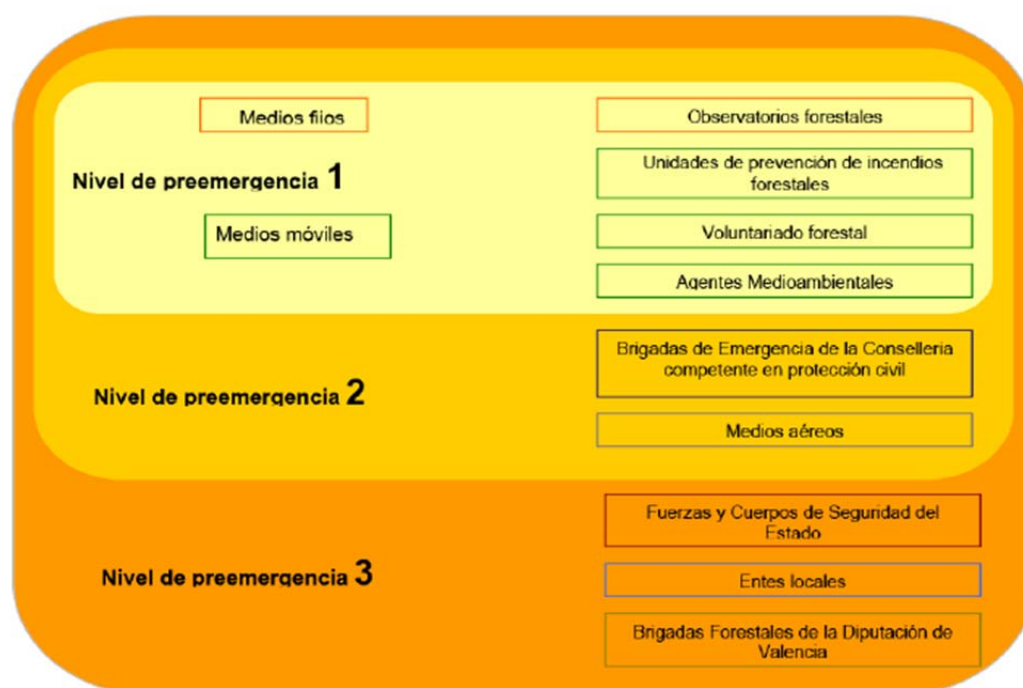 Medios fiios
Observatorios forestales
Nivel de preemergencia 1
Unidades de prevención de incendios
forestales
Medios móviles
Voluntariado forestal
Agentes Medioambientales
Nivel de preemergencia 2
Brigadas de Emergencia de la Conselleria
competente en protección civil
Medios aéreos
Nivel de preemergencia 3
Fuerzas y Cuerpos de Seguridad del
Estado
Entes locales
Brigadas Forestales de la Diputación de
Valencia